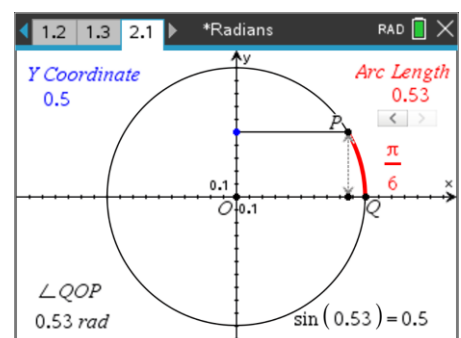 1.2 1.3 2.1 *Radians RAD
y
Y Coordinate
0.5
Arc Length
0.53
P
π
6
0.1
x
O 0.1 Q
∠QOP
0.53 rad
sin(0.53)=0.5